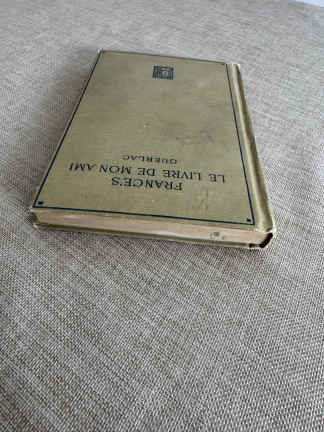 FRANCE'S
LE LIVRE DE MON AMI
GUERLAC